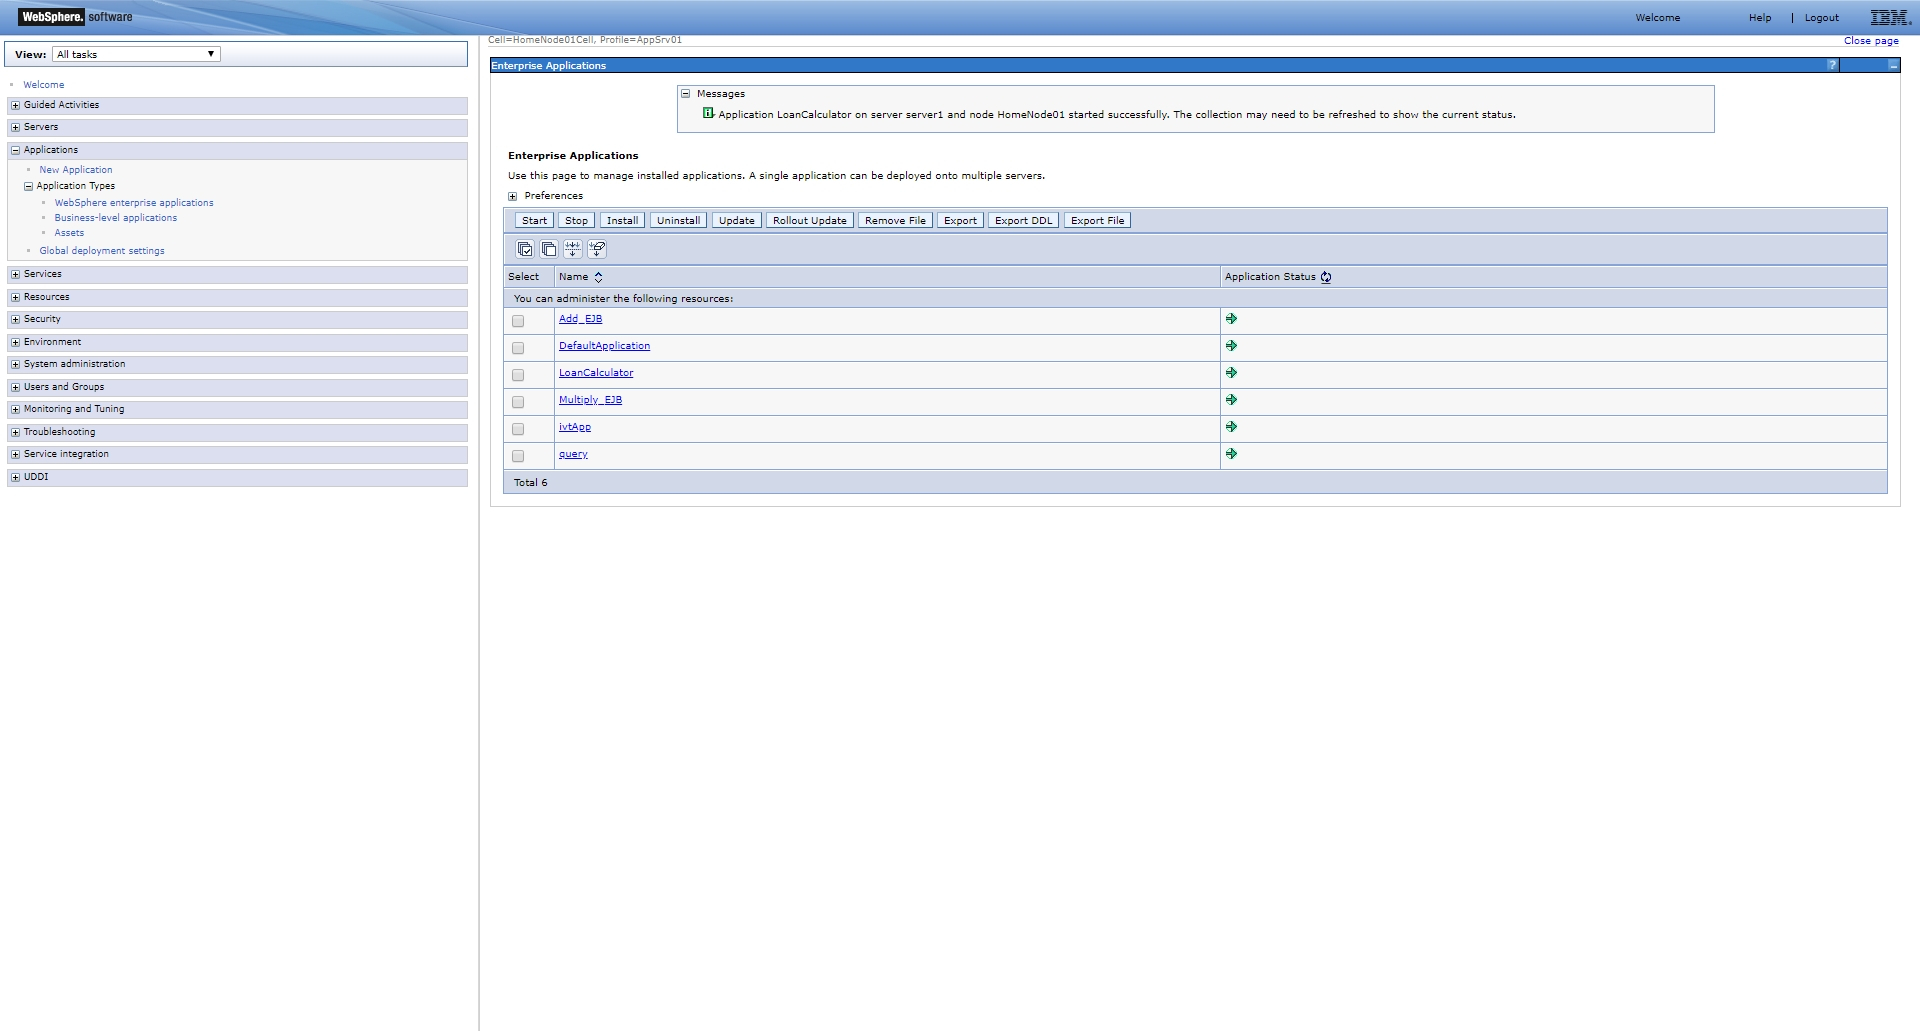 WebSphere. software
Welcome Help | Logout IBM.
View: All tasks
Welcome
Guided Activities
Servers
Applications
New Application
Application Types
WebSphere enterprise applications
Business-level applications
Assets
Global deployment settings
Services
Resources
Security
Environment
System administration
Users and Groups
Monitoring and Tuning
Troubleshooting
Service integration
UDDI
Cell=HomeNode01Cell, Profile=AppSrv01
Close page
Enterprise Applications ?
Messages
Application LoanCalculator on server server1 and node HomeNode01 started successfully. The collection may need to be refreshed to show the current status.
Enterprise Applications
Use this page to manage installed applications. A single application can be deployed onto multiple servers.
Preferences
Start Stop Install Uninstall Update Rollout Update Remove File Export Export DDL Export File
Select Name Application Status
You can administer the following resources:
Add_EJB
DefaultApplication
LoanCalculator
Multiply_EJB
ivtApp
query
Total 6